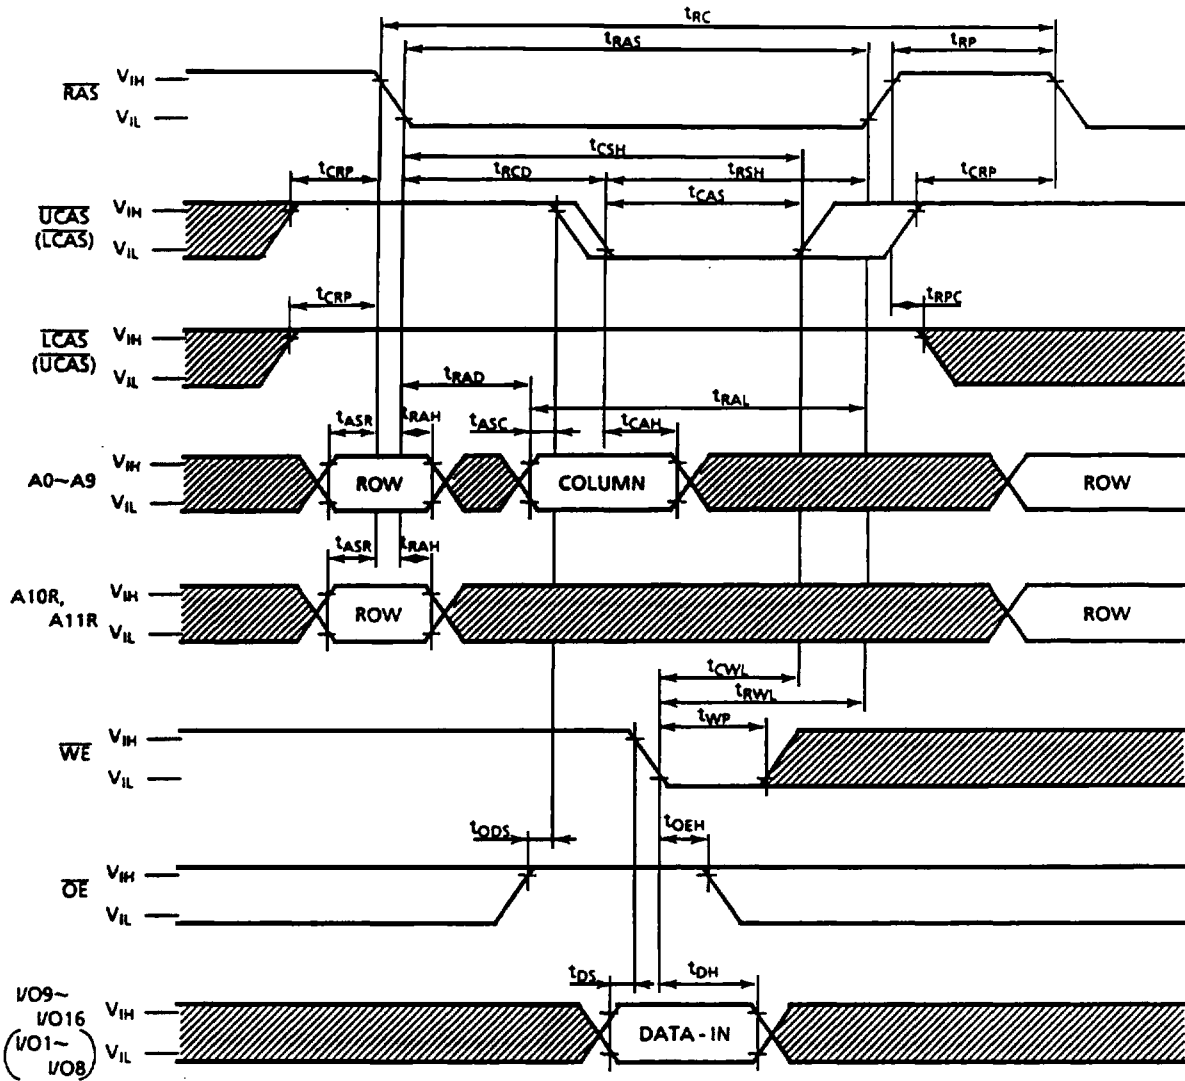 tRC
tRAS tRP
RAS VIH
VIL
tCSH
tCRP tRCD tRSH tCRP
tCAS
UCAS
(LCAS) VIH
VIL
tCRP tRPC
LCAS
(UCAS) VIH
VIL
tRAD
tRAL
tASR tRAH tASC tCAH
A0~A9 VIH
VIL ROW COLUMN ROW
tASR tRAH
A10R,
A11R VIH
VIL ROW ROW
tCWL
tRWL
tWP
WE VIH
VIL
tODS tOEH
OE VIH
VIL
tDS tDH
I/O9~
I/O16
(I/O1~
I/O8) VIH
VIL DATA-IN